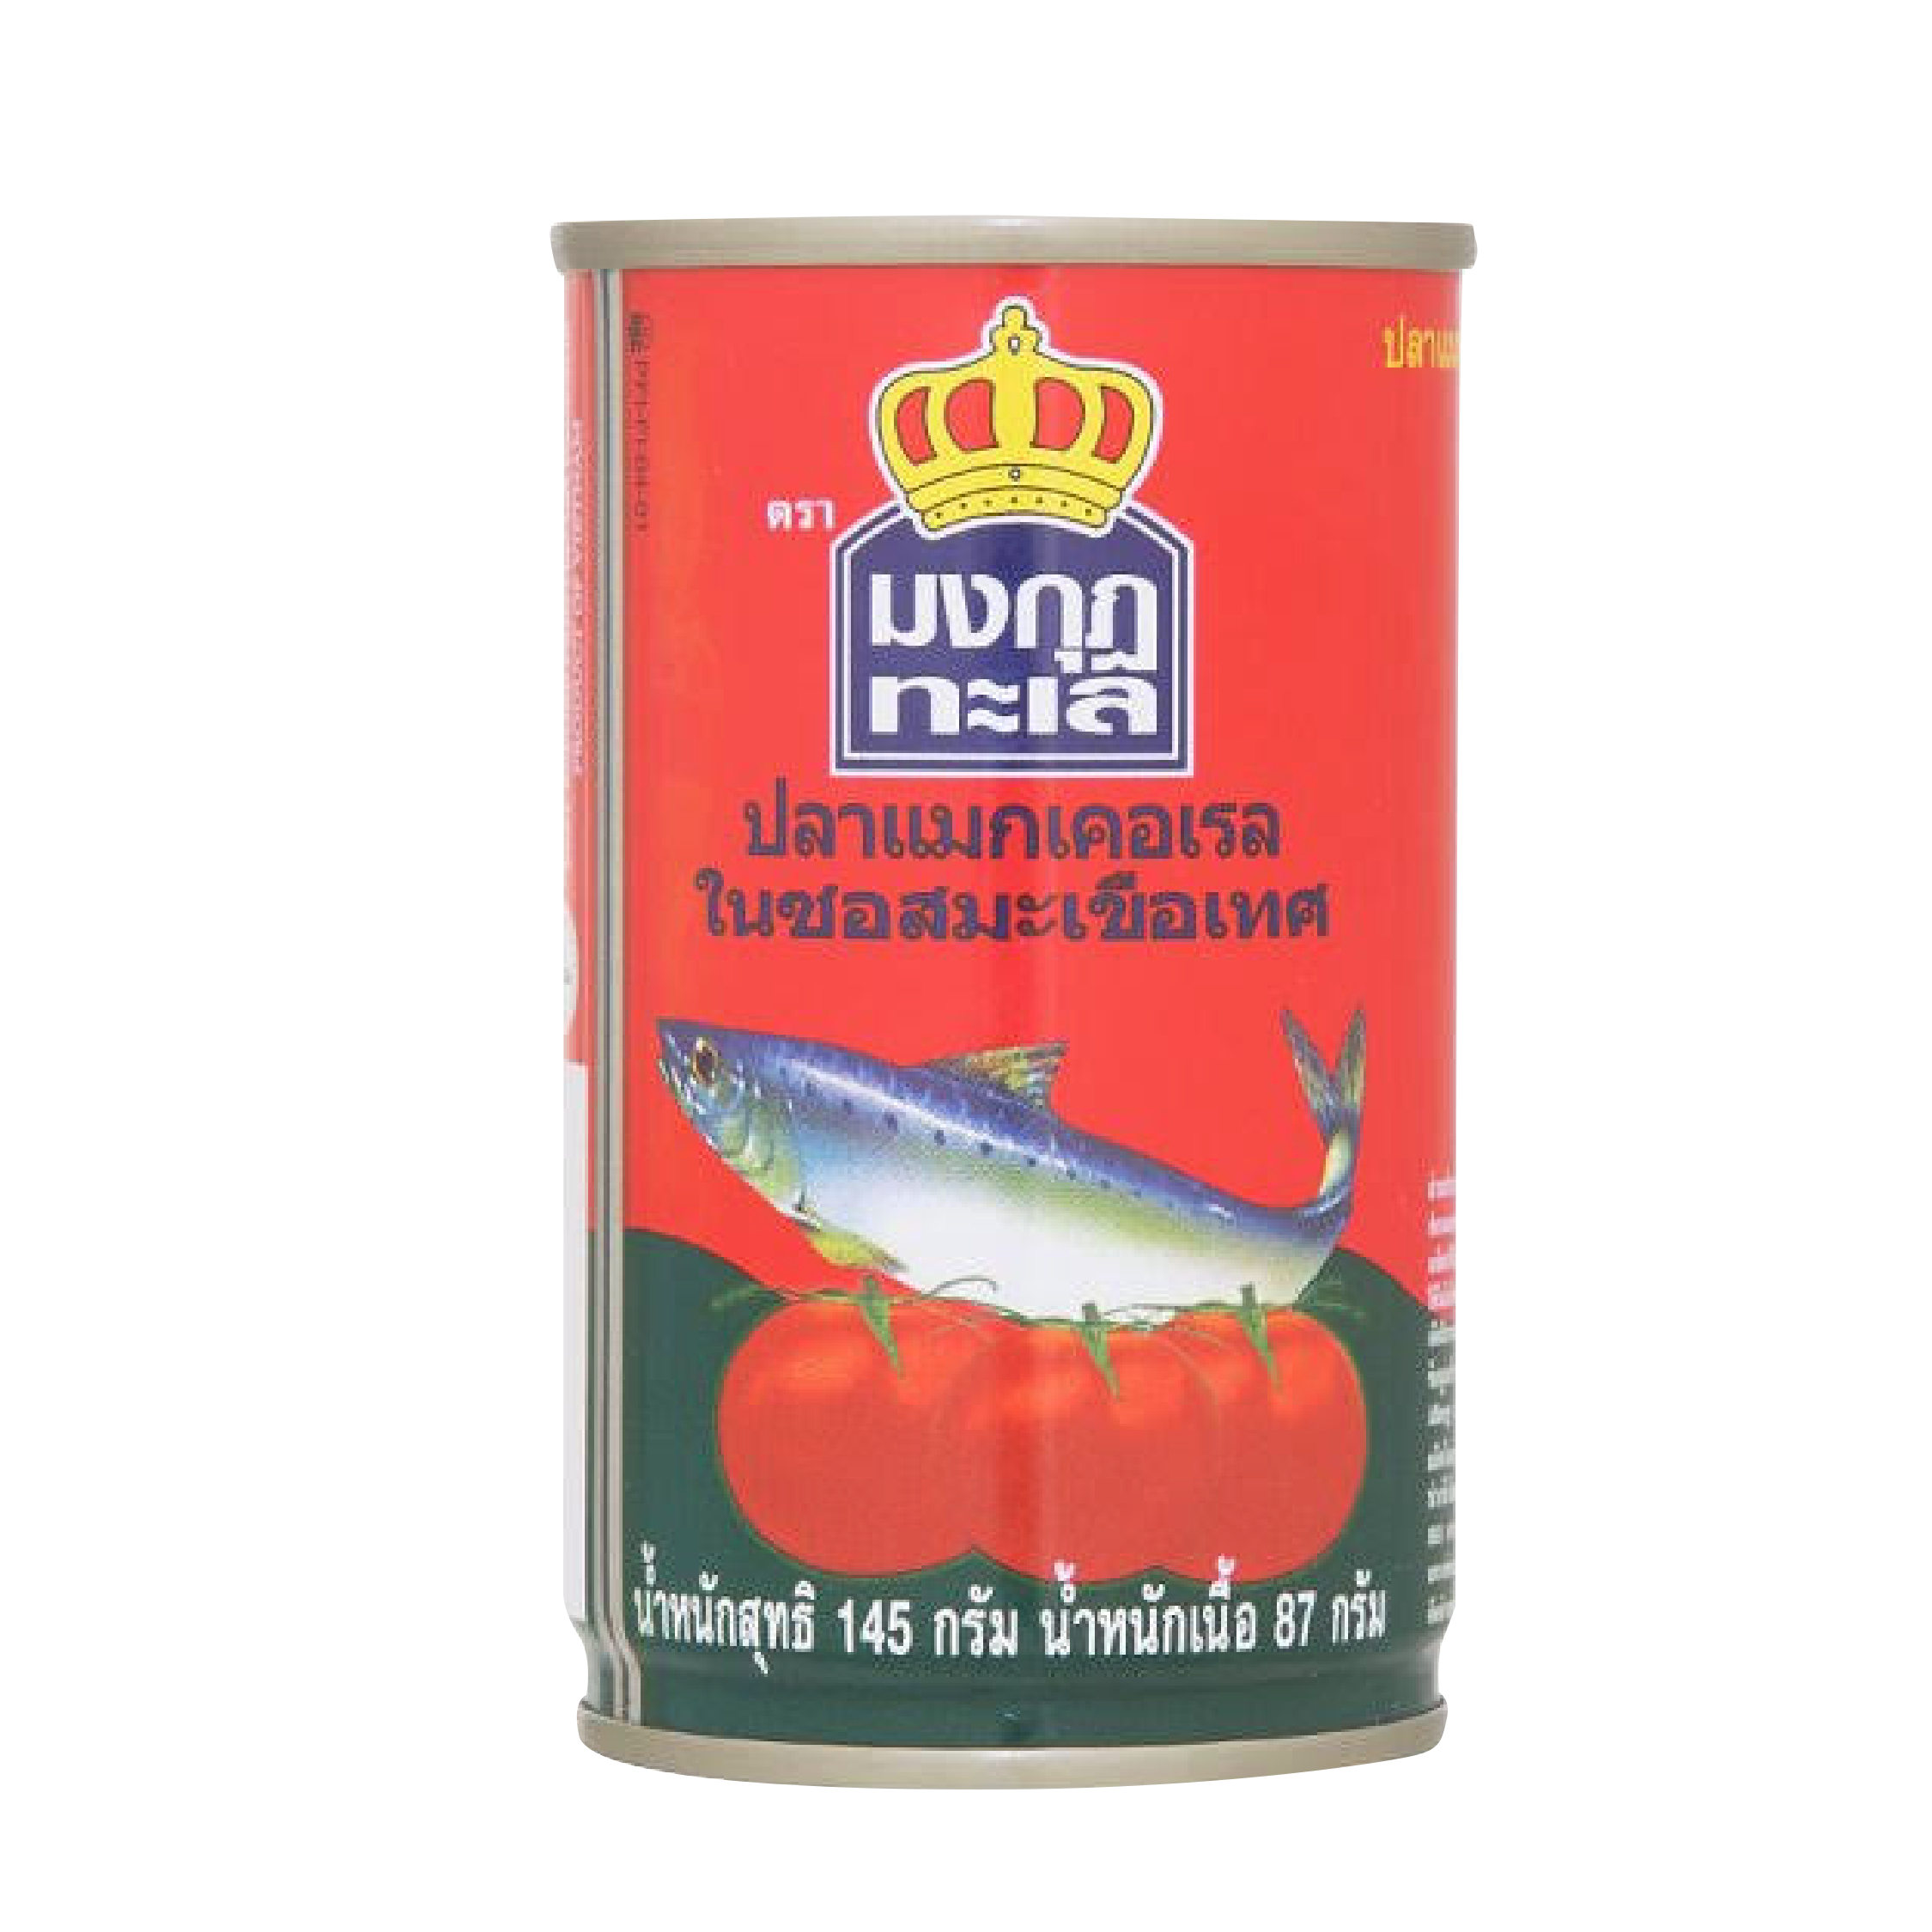 ตรา
มงกุฎ
ทะเล
ปลาแมกเคอเรล
ในซอสมะเขือเทศ
น้ำหนักสุทธิ 145 กรัม น้ำหนักเนื้อ 87 กรัม
PRODUCT OF VIETNAM